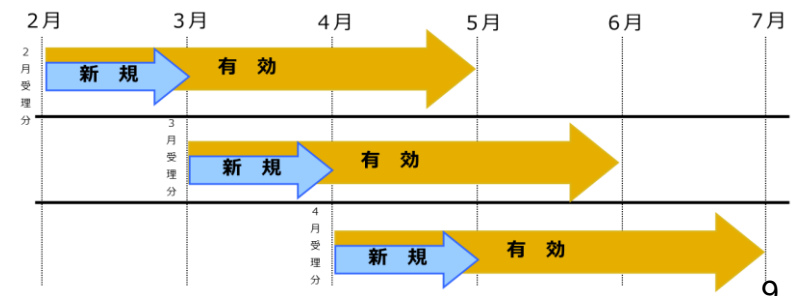 2月 3月 4月 5月 6月 7月
2月受理分
新 規 有 効
3月受理分
新 規 有 効
4月受理分
新 規 有 効
9